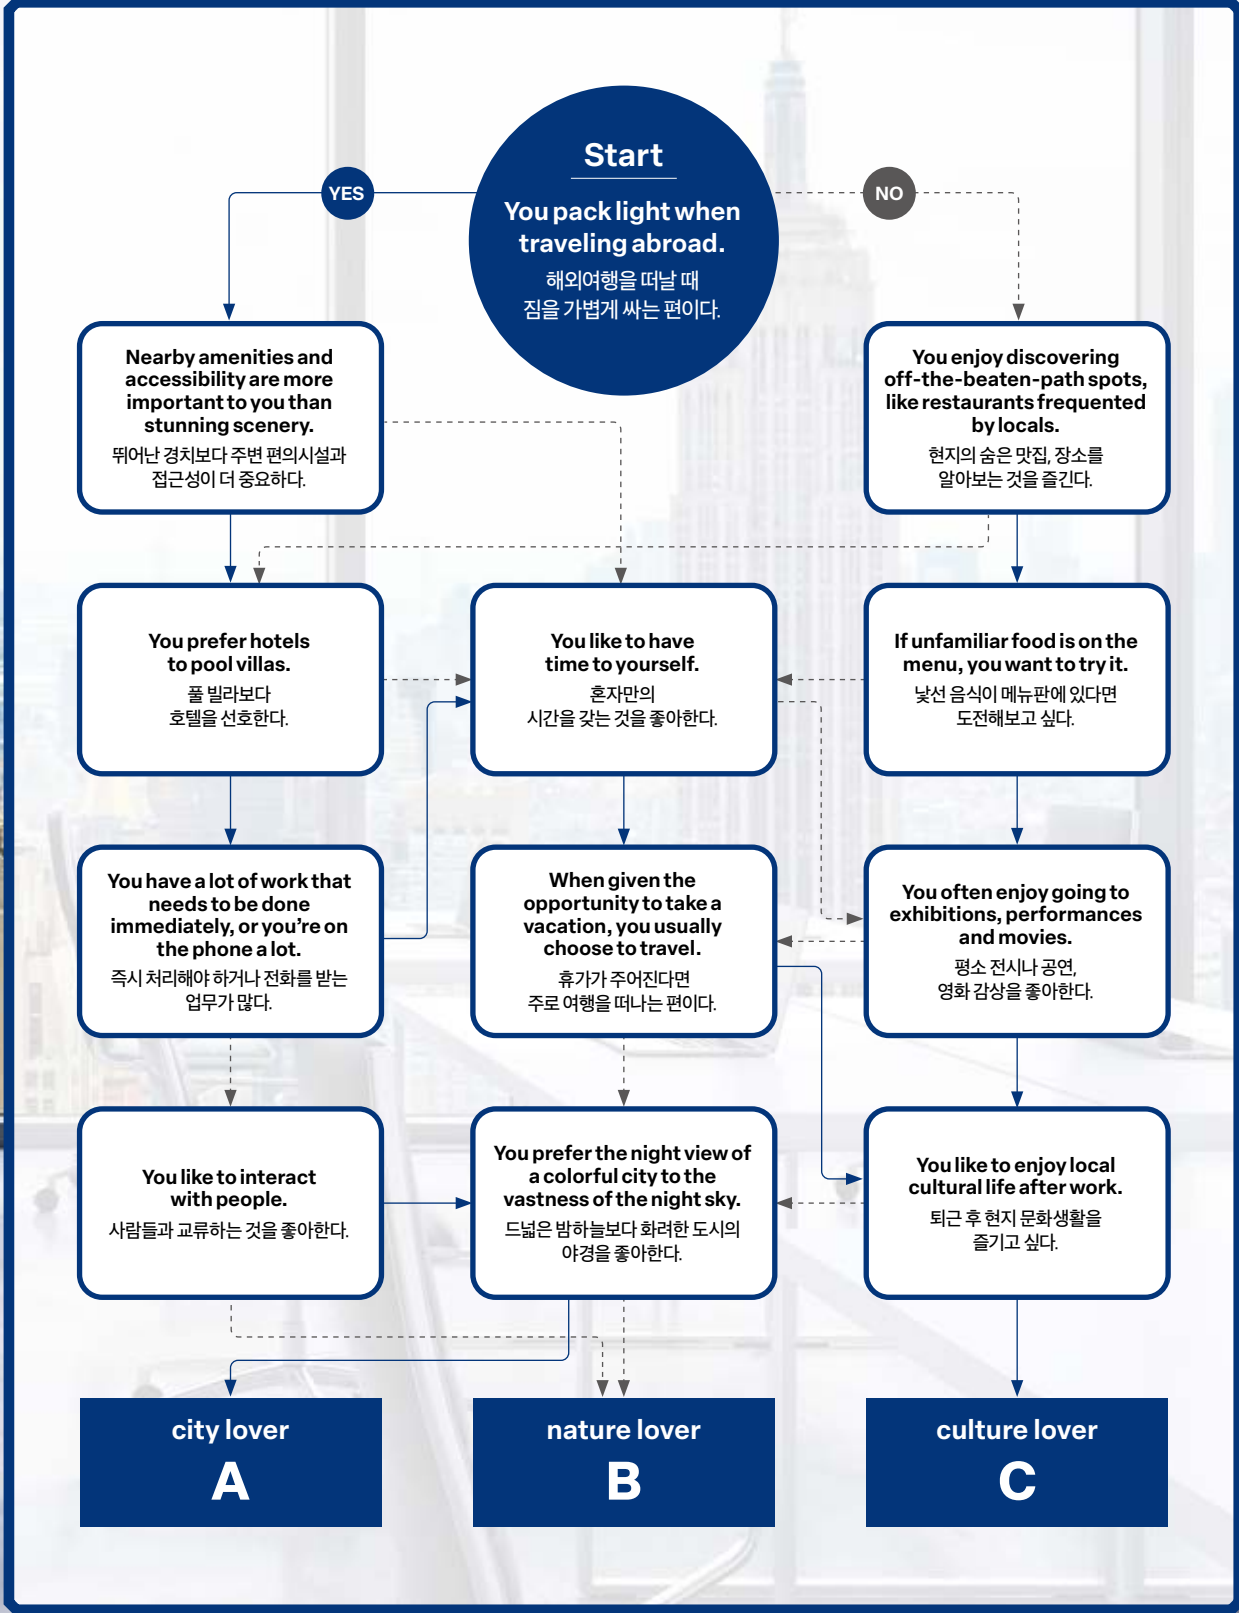 Start
YES
NO
You pack light when
traveling abroad.
해외여행을 떠날 때
짐을 가볍게 싸는 편이다.
Nearby amenities and
accessibility are more
important to you than
stunning scenery.
뛰어난 경치보다 주변 편의시설과
접근성이 더 중요하다.
You enjoy discovering
off-the-beaten-path spots,
like restaurants frequented
by locals.
현지의 숨은 맛집, 장소를
알아보는 것을 즐긴다.
You prefer hotels
to pool villas.
풀 빌라보다
호텔을 선호한다.
You like to have
time to yourself.
혼자만의
시간을 갖는 것을 좋아한다.
If unfamiliar food is on the
menu, you want to try it.
낯선 음식이 메뉴판에 있다면
도전해보고 싶다.
You have a lot of work that
needs to be done
immediately, or you're on
the phone a lot.
즉시 처리해야 하거나 전화를 받는
업무가 많다.
When given the
opportunity to take a
vacation, you usually
choose to travel.
휴가가 주어진다면
주로 여행을 떠나는 편이다.
You often enjoy going to
exhibitions, performances
and movies.
평소 전시나 공연,
영화 감상을 좋아한다.
You like to interact
with people.
사람들과 교류하는 것을 좋아한다.
You prefer the night view of
a colorful city to the
vastness of the night sky.
드넓은 밤하늘보다 화려한 도시의
야경을 좋아한다.
You like to enjoy local
cultural life after work.
퇴근 후 현지 문화생활을
즐기고 싶다.
city lover
A
nature lover
B
culture lover
C